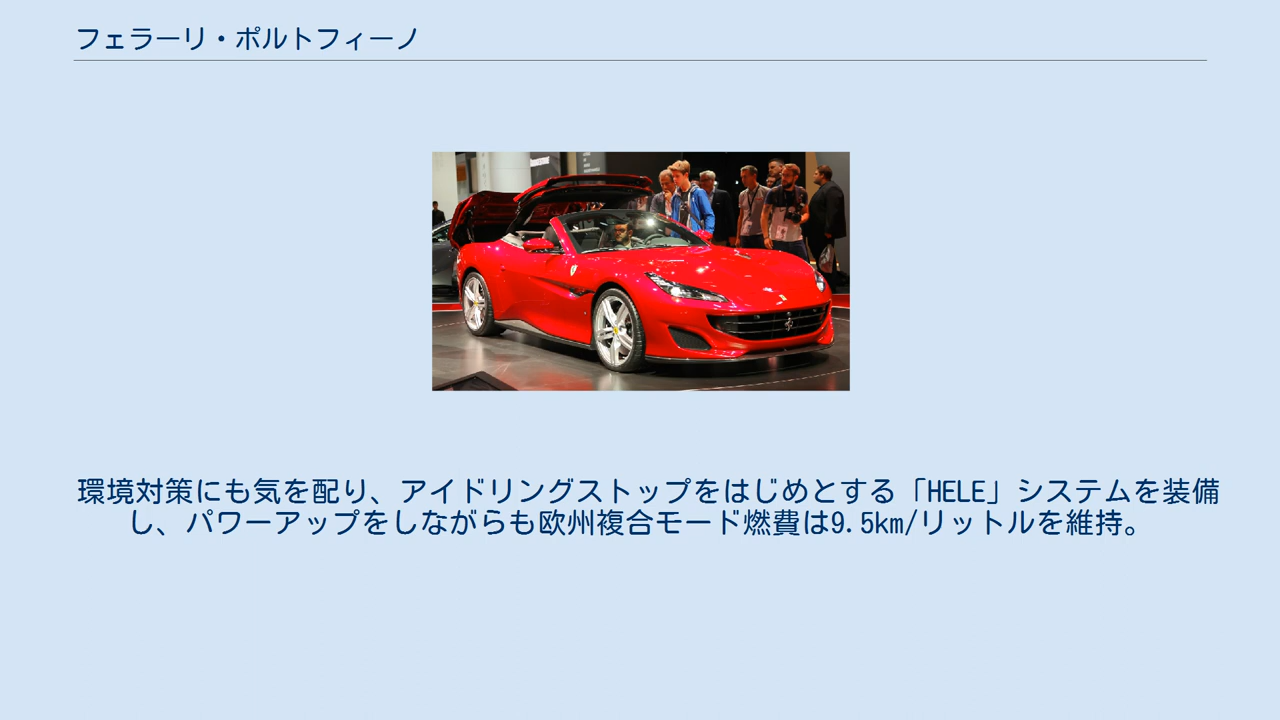 フェラーリ・ポルトフィーノ
環境対策にも気を配り、アイドリングストップをはじめとする「HELE」システムを装備
し、パワーアップをしながらも欧州複合モード燃費は9.5km/リットルを維持。